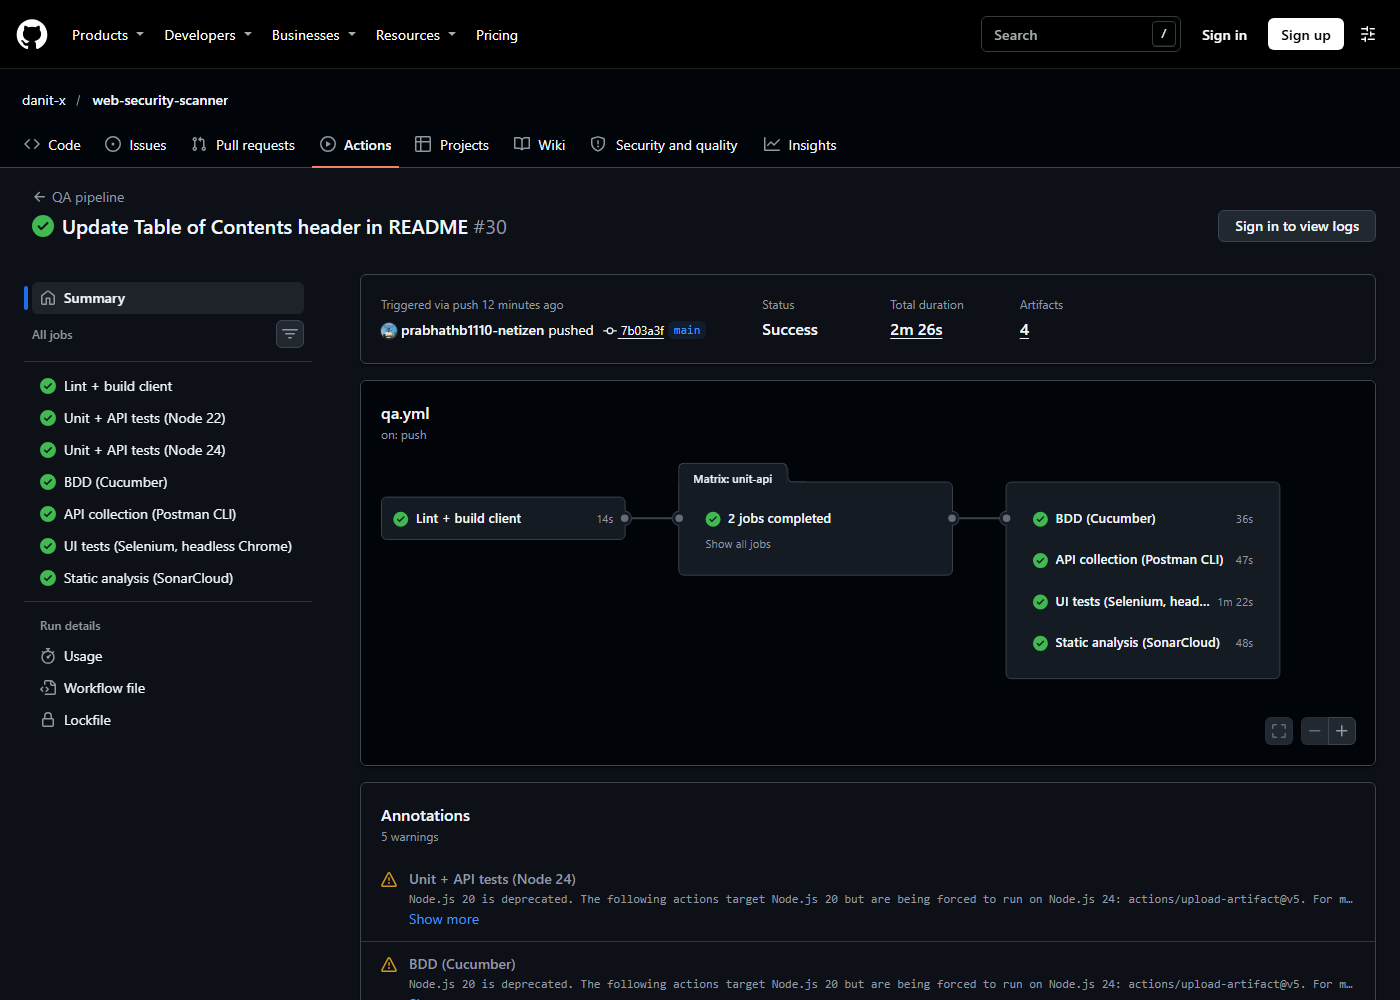 Products Developers Businesses Resources Pricing Search / Sign in Sign up
danit-x / web-security-scanner
Code Issues Pull requests Actions Projects Wiki Security and quality Insights
QA pipeline
Update Table of Contents header in README #30
Sign in to view logs
Summary
All jobs
Lint + build client
Unit + API tests (Node 22)
Unit + API tests (Node 24)
BDD (Cucumber)
API collection (Postman CLI)
UI tests (Selenium, headless Chrome)
Static analysis (SonarCloud)
Run details
Usage
Workflow file
Lockfile
Triggered via push 12 minutes ago
prabhathb1110-netizen pushed 7b03a3f main
Status
Success
Total duration
2m 26s
Artifacts
4
qa.yml
on: push
Lint + build client 14s
Matrix: unit-api
2 jobs completed
Show all jobs
BDD (Cucumber) 36s
API collection (Postman CLI) 47s
UI tests (Selenium, head... 1m 22s
Static analysis (SonarCloud) 48s
Annotations
5 warnings
Unit + API tests (Node 24)
Node.js 20 is deprecated. The following actions target Node.js 20 but are being forced to run on Node.js 24: actions/upload-artifact@v5. For m…
Show more
BDD (Cucumber)
Node.js 20 is deprecated. The following actions target Node.js 20 but are being forced to run on Node.js 24: actions/upload-artifact@v5. For m…